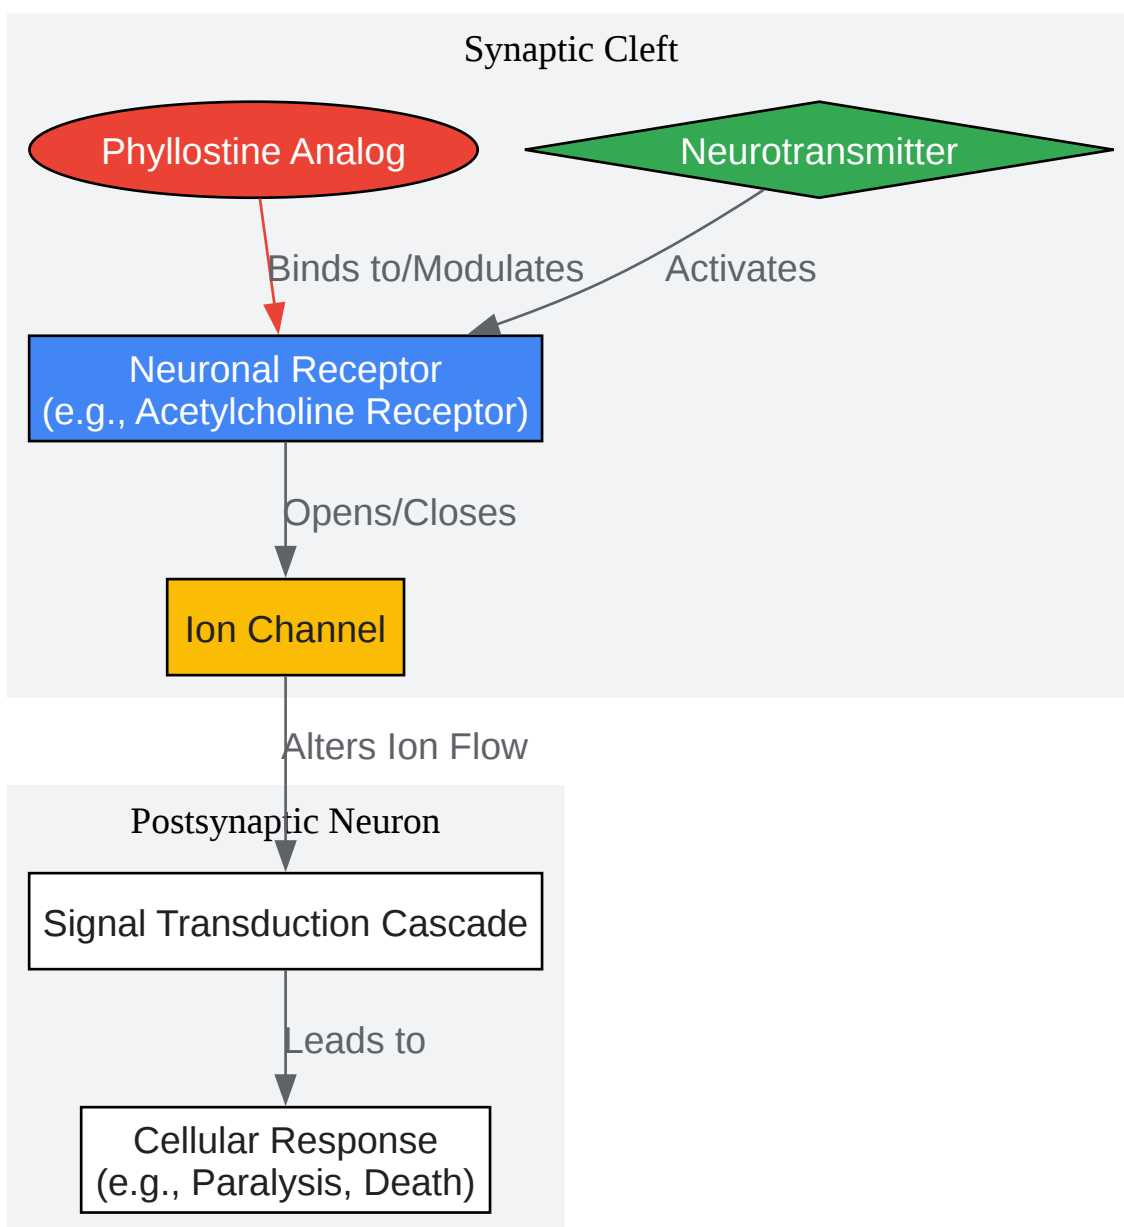 Synaptic Cleft
Phyllostine Analog
Neurotransmitter
Binds to/Modulates
Activates
Neuronal Receptor
(e.g., Acetylcholine Receptor)
Opens/Closes
Ion Channel
Alters Ion Flow
Postsynaptic Neuron
Signal Transduction Cascade
Leads to
Cellular Response
(e.g., Paralysis, Death)